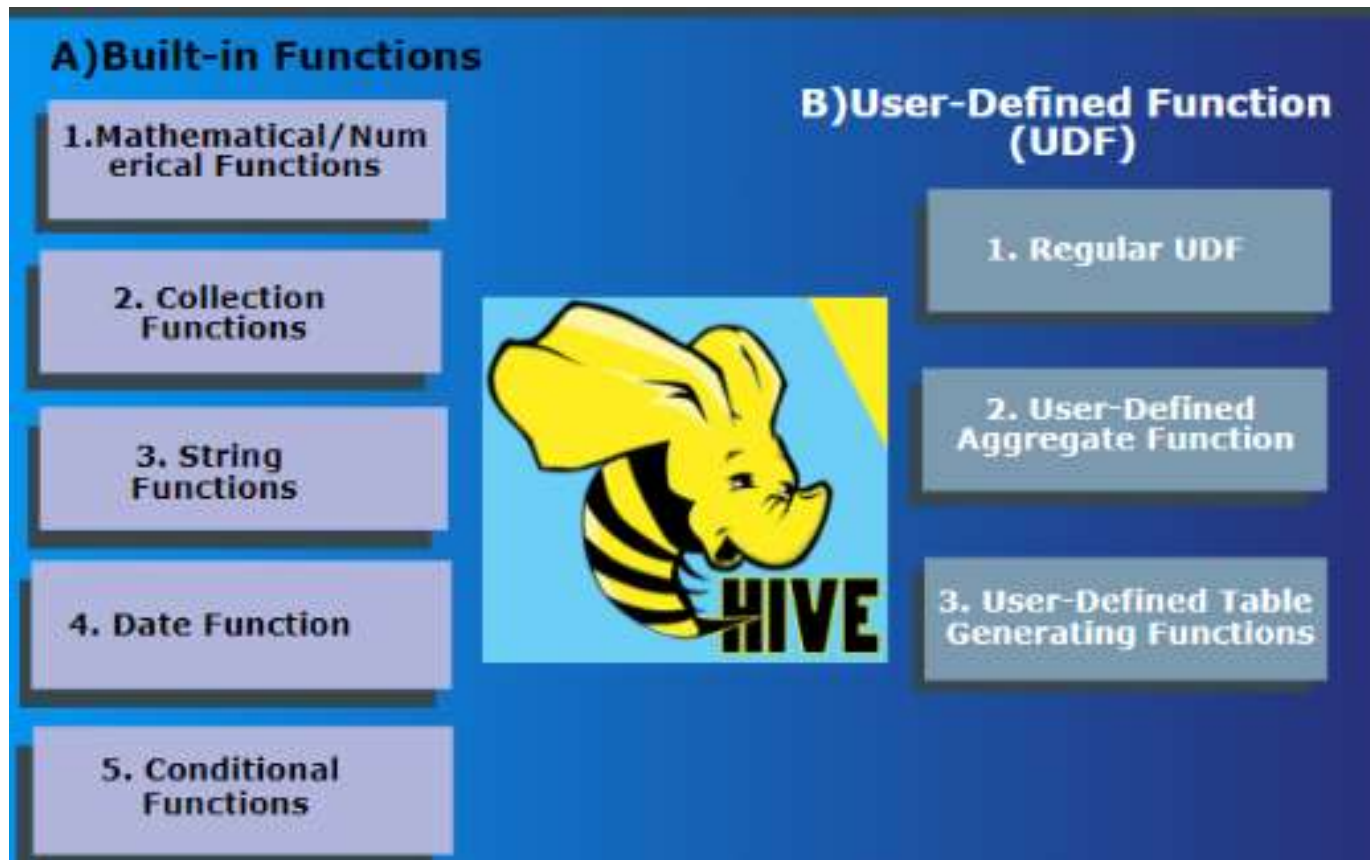 A)Built-in Functions
1.Mathematical/Num
erical Functions
2. Collection
Functions
3. String
Functions
4. Date Function
5. Conditional
Functions
HIVE
B)User-Defined Function
(UDF)
1. Regular UDF
2. User-Defined
Aggregate Function
3. User-Defined Table
Generating Functions